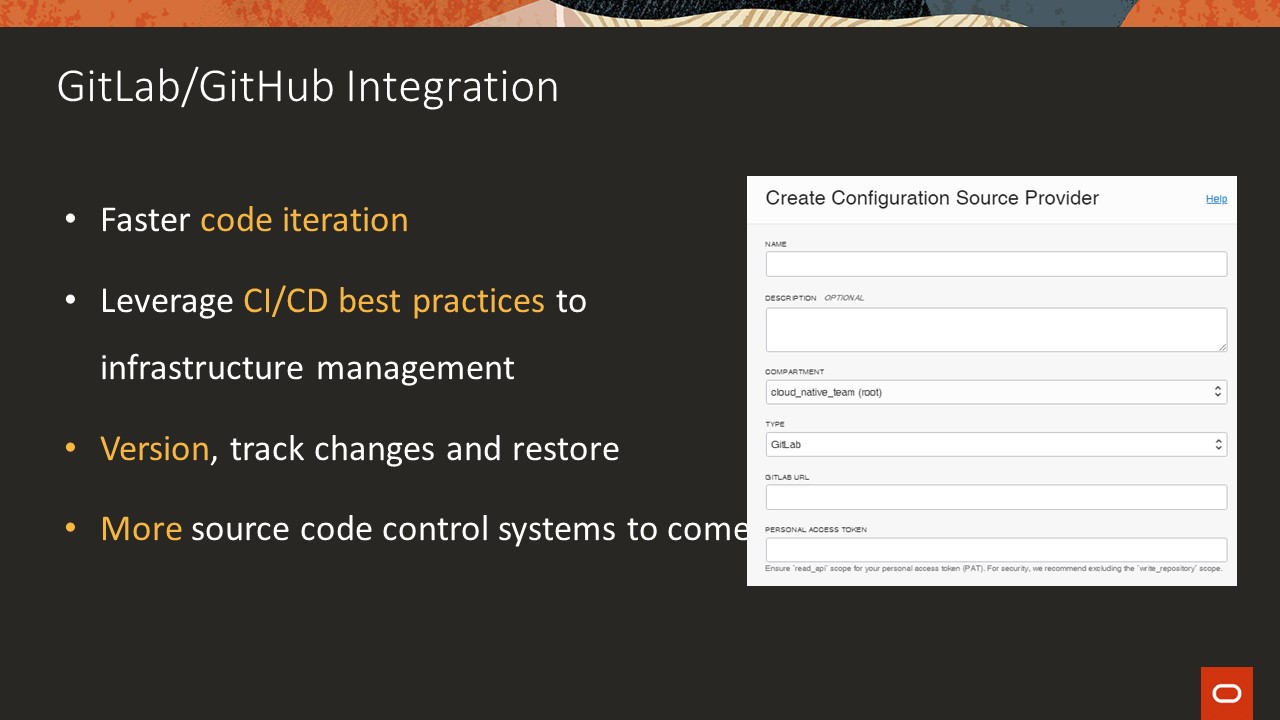 GitLab/GitHub Integration
• Faster code iteration
• Leverage CI/CD best practices to
infrastructure management
• Version, track changes and restore
• More source code control systems to come
Create Configuration Source Provider
Help
NAME
DESCRIPTION OPTIONAL
COMPARTMENT
cloud_native_team (root)
TYPE
GitLab
GITLAB URL
PERSONAL ACCESS TOKEN
Ensure `read_api` scope for your personal access token (PAT). For security, we recommend excluding the `write_repository` scope.